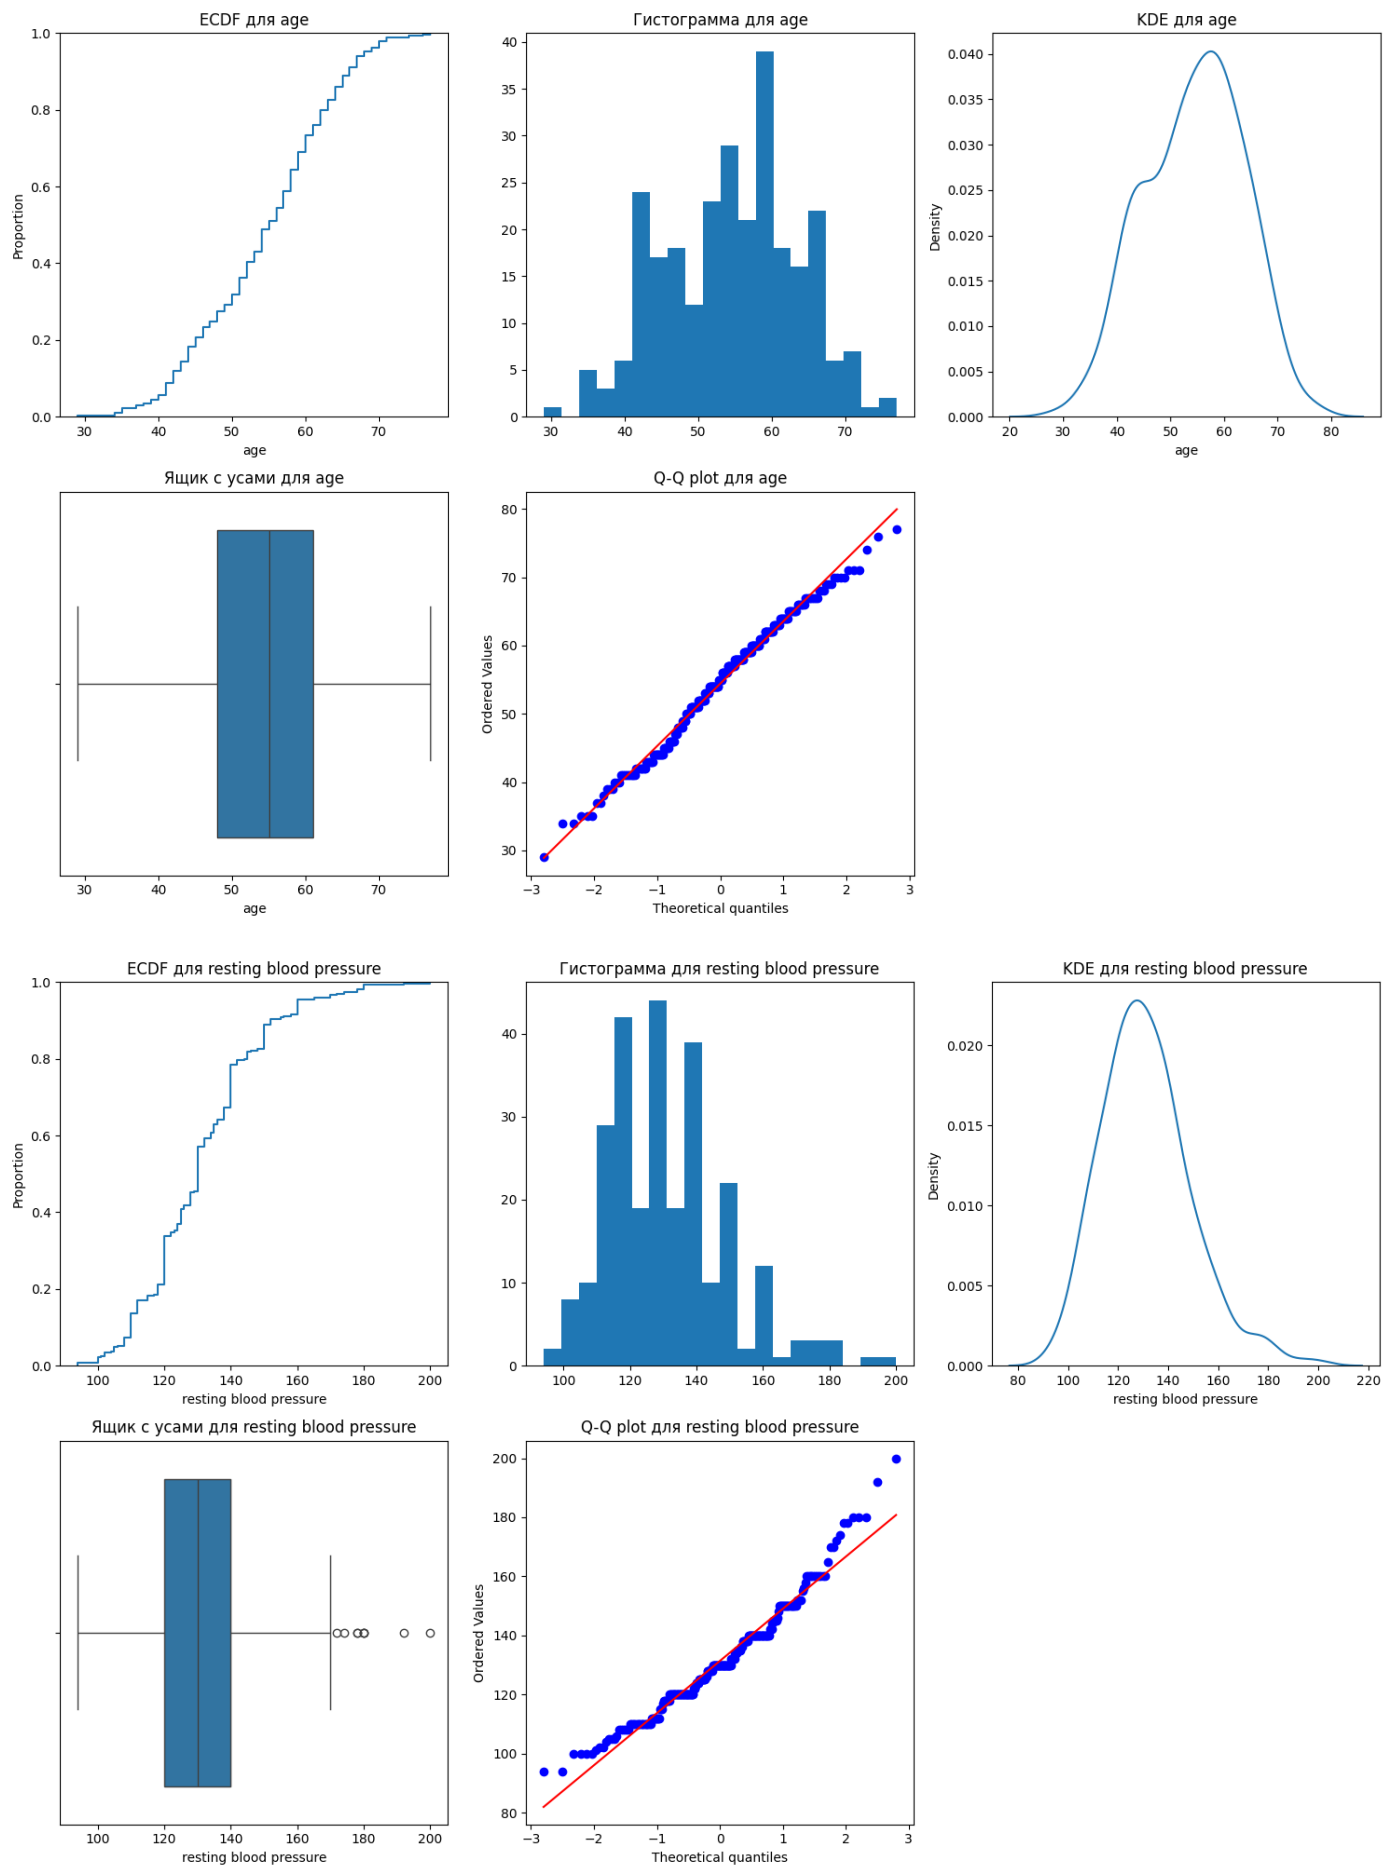 ECDF для age
Гистограмма для age
KDE для age
1.0
0.8
0.6
0.4
0.2
0.0
Proportion
30 40 50 60 70
age
40
35
30
25
20
15
10
5
0
30 40 50 60 70
0.040
0.035
0.030
0.025
0.020
0.015
0.010
0.005
0.000
Density
20 30 40 50 60 70 80
age
Ящик с усами для age
Q-Q plot для age
30 40 50 60 70
age
80
70
60
50
40
30
Ordered Values
−3 −2 −1 0 1 2 3
Theoretical quantiles
ECDF для resting blood pressure
Гистограмма для resting blood pressure
KDE для resting blood pressure
1.0
0.8
0.6
0.4
0.2
0.0
Proportion
100 120 140 160 180 200
resting blood pressure
40
30
20
10
0
100 120 140 160 180 200
0.020
0.015
0.010
0.005
0.000
Density
80 100 120 140 160 180 200 220
resting blood pressure
Ящик с усами для resting blood pressure
Q-Q plot для resting blood pressure
100 120 140 160 180 200
resting blood pressure
200
180
160
140
120
100
80
Ordered Values
−3 −2 −1 0 1 2 3
Theoretical quantiles